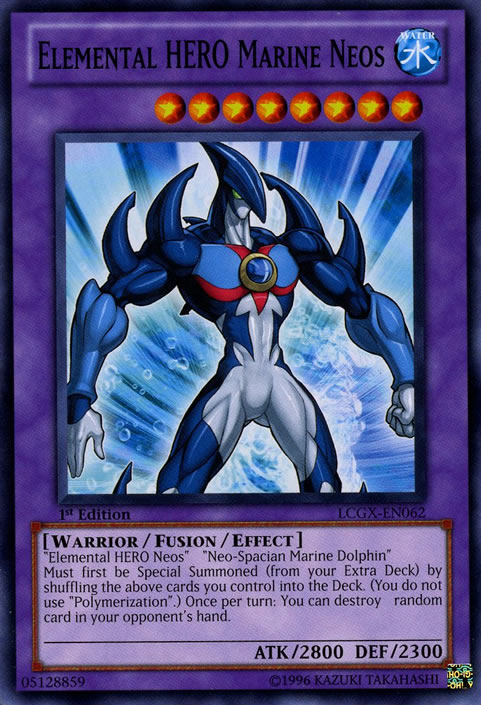 ELEMENTAL HERO MARINE NEOS
WATER
水
1st Edition
LCGX-EN062
[WARRIOR / FUSION / EFFECT]
"Elemental HERO Neos" "Neo-Spacian Marine Dolphin"
Must first be Special Summoned (from your Extra Deck) by
shuffling the above cards you control into the Deck. (You do not
use "Polymerization".) Once per turn: You can destroy random
card in your opponent's hand.
ATK/2800 DEF/2300
05128859
©1996 KAZUKI TAKAHASHI